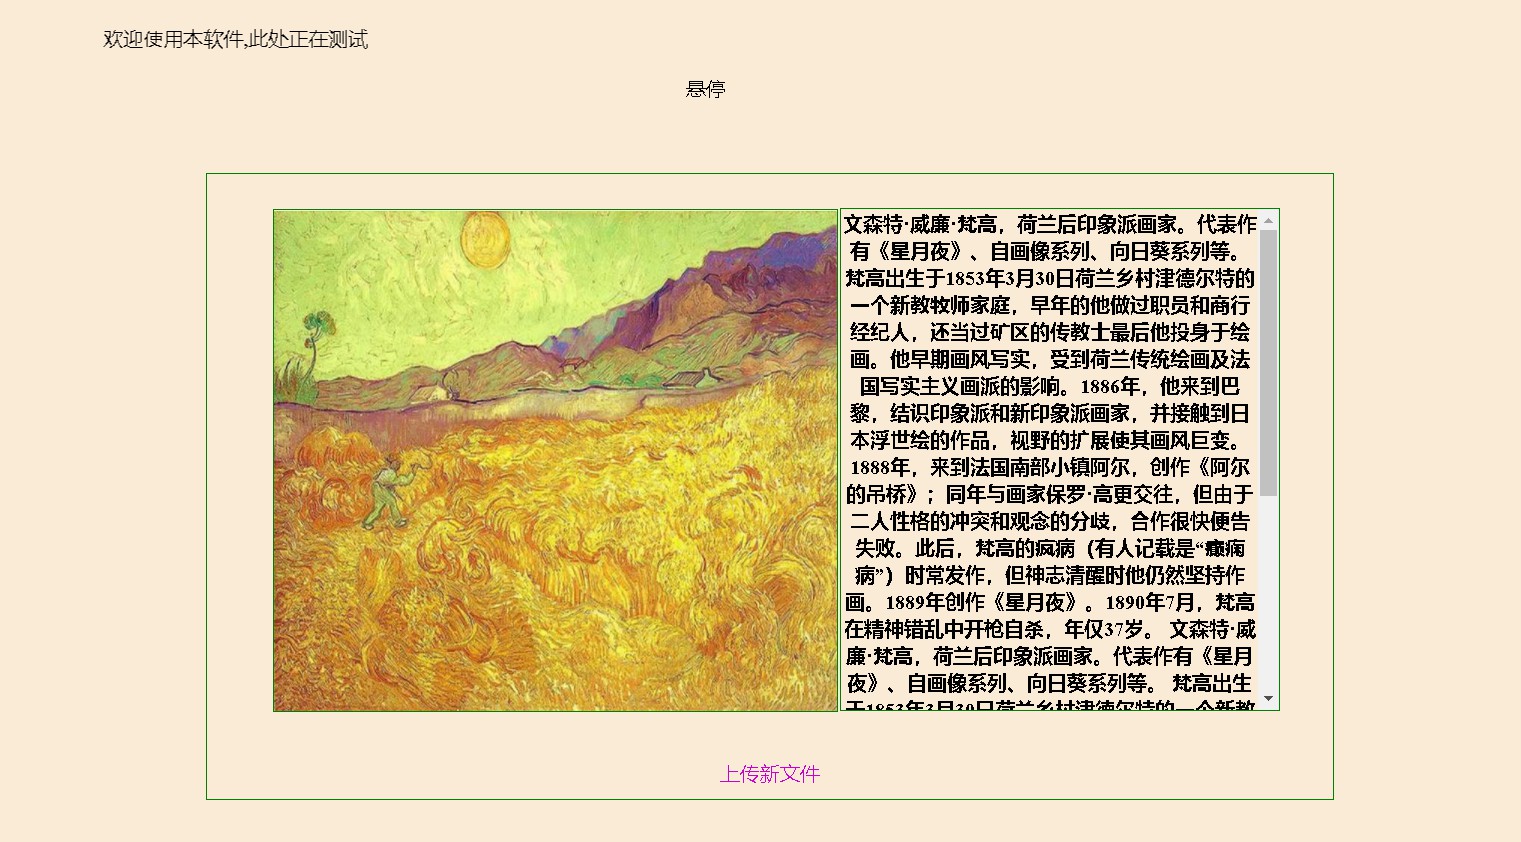 欢迎使用本软件,此处正在测试
悬停
文森特·威廉·梵高，荷兰后印象派画家。代表作
有《星月夜》、自画像系列、向日葵系列等。
梵高出生于1853年3月30日荷兰乡村津德尔特的
一个新教牧师家庭，早年的他做过职员和商行
经纪人，还当过矿区的传教士最后他投身于绘
画。他早期画风写实，受到荷兰传统绘画及法
国写实主义画派的影响。1886年，他来到巴
黎，结识印象派和新印象派画家，并接触到日
本浮世绘的作品，视野的扩展使其画风巨变。
1888年，来到法国南部小镇阿尔，创作《阿尔
的吊桥》；同年与画家保罗·高更交往，但由于
二人性格的冲突和观念的分歧，合作很快便告
失败。此后，梵高的疯病（有人记载是“癫痫
病”）时常发作，但神志清醒时他仍然坚持作
画。1889年创作《星月夜》。1890年7月，梵高
在精神错乱中开枪自杀，年仅37岁。 文森特·威
廉·梵高，荷兰后印象派画家。代表作有《星月
夜》、自画像系列、向日葵系列等。 梵高出生
于1853年3月30日荷兰乡村津德尔特的一个新教
上传新文件